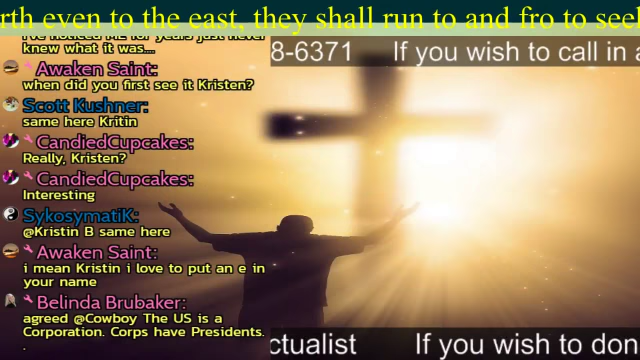 rth even to the east, they shall run to and fro to see
knew what it was....
Awaken Saint:
when did you first see it Kristen?
Scott Kushner:
same here Kritin
CandiedCupcakes:
Really, Kristen?
CandiedCupcakes:
Interesting
SykosymatiK:
@Kristin B same here
Awaken Saint:
i mean Kristin i love to put an e in
your name
Belinda Brubaker:
agreed @Cowboy The US is a
Corporation. Corps have Presidents.
.
8-6371 If you wish to call in a
ctualist If you wish to don